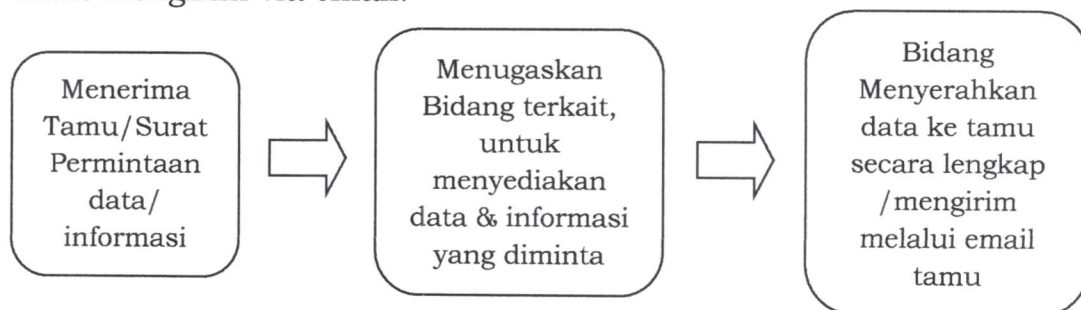 Menerima
Tamu/Surat
Permintaan
data/
informasi
Menugaskan
Bidang terkait,
untuk
menyediakan
data & informasi
yang diminta
Bidang
Menyerahkan
data ke tamu
secara lengkap
/mengirim
melalui email
tamu